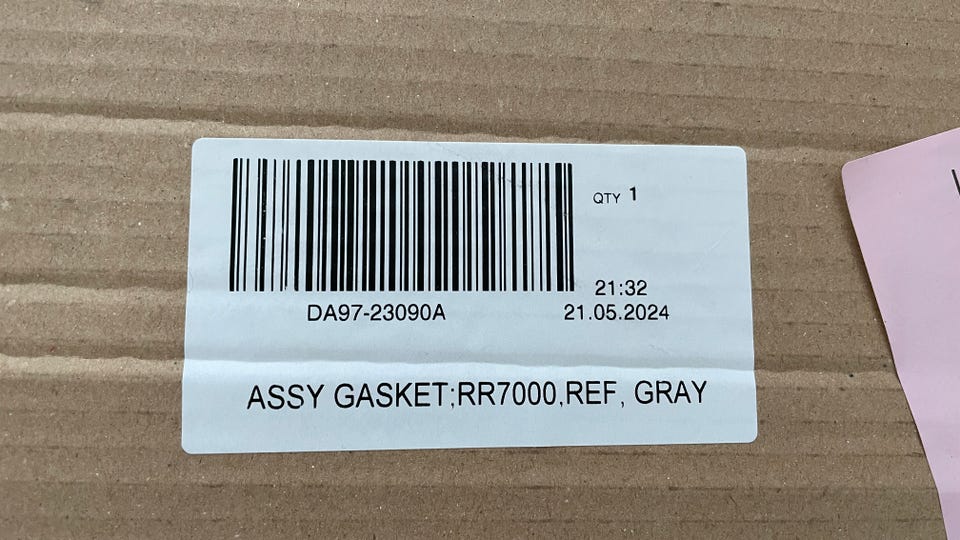 QTY 1
21:32
DA97-23090A
21.05.2024
ASSY GASKET;RR7000,REF, GRAY